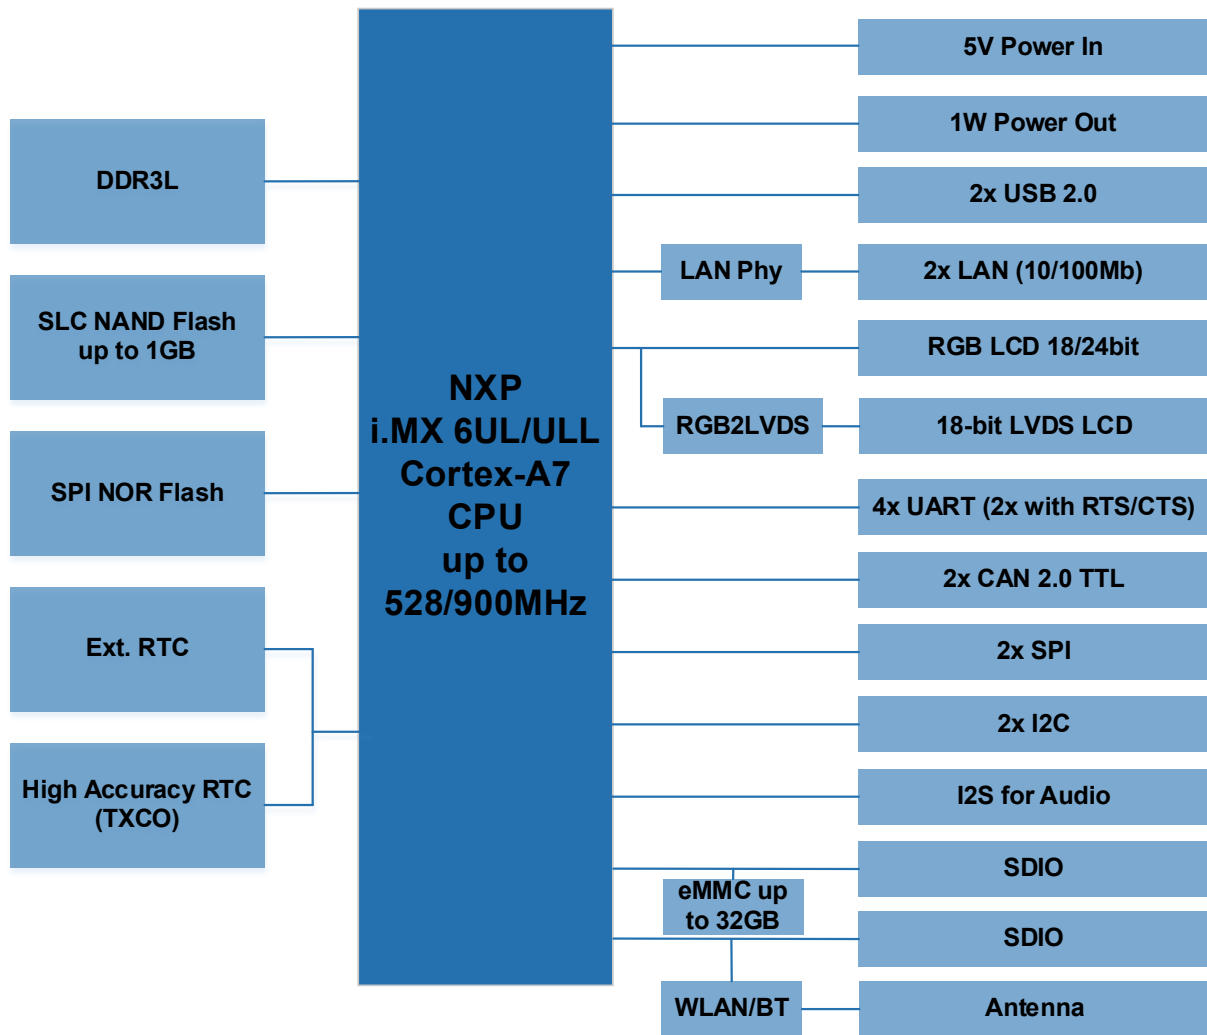 DDR3L
SLC NAND Flash
up to 1GB
SPI NOR Flash
Ext. RTC
High Accuracy RTC
(TXCO)
NXP
i.MX 6UL/ULL
Cortex-A7
CPU
up to
528/900MHz
5V Power In
1W Power Out
2x USB 2.0
LAN Phy
2x LAN (10/100Mb)
RGB LCD 18/24bit
RGB2LVDS
18-bit LVDS LCD
4x UART (2x with RTS/CTS)
2x CAN 2.0 TTL
2x SPI
2x I2C
I2S for Audio
SDIO
eMMC up
to 32GB
SDIO
WLAN/BT
Antenna